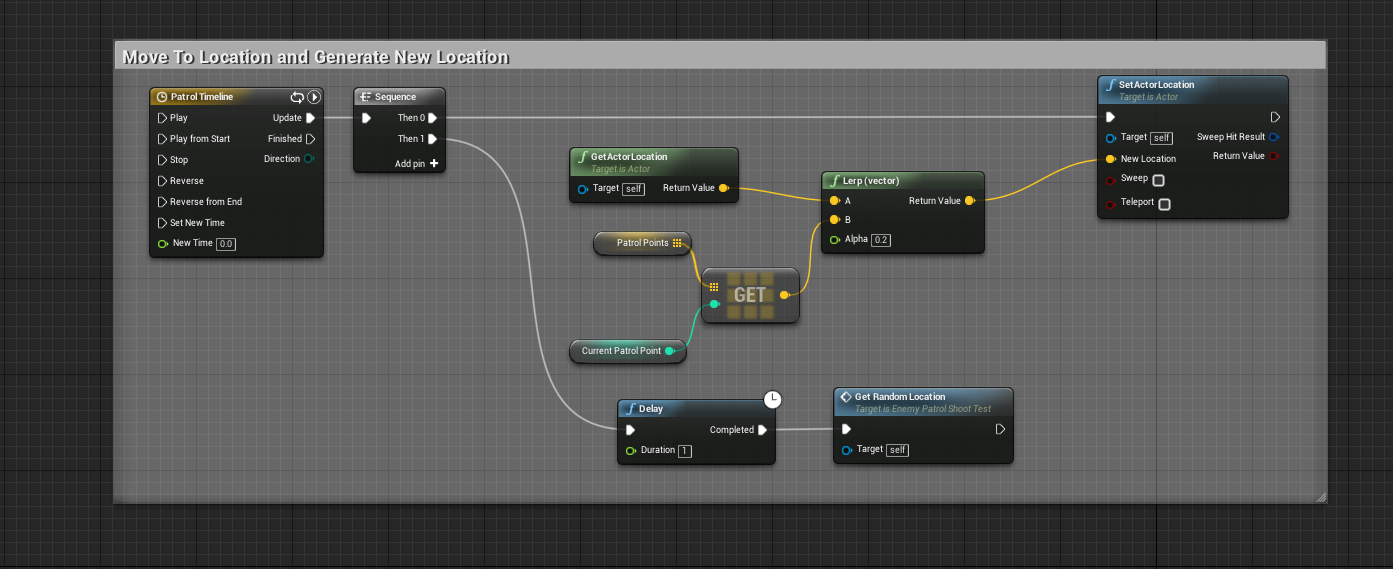 Move To Location and Generate New Location
Patrol Timeline
Play
Update
Play from Start
Finished
Stop
Direction
Reverse
Reverse from End
Set New Time
New Time 0.0
Sequence
Then 0
Then 1
Add pin
GetActorLocation
Target is Actor
Target self
Return Value
Patrol Points
GET
Current Patrol Point
Lerp (vector)
A
Return Value
B
Alpha 0.2
SetActorLocation
Target is Actor
Target self
Sweep Hit Result
New Location
Return Value
Sweep
Teleport
Delay
Completed
Duration 1
Get Random Location
Target is Enemy Patrol Shoot Test
Target self